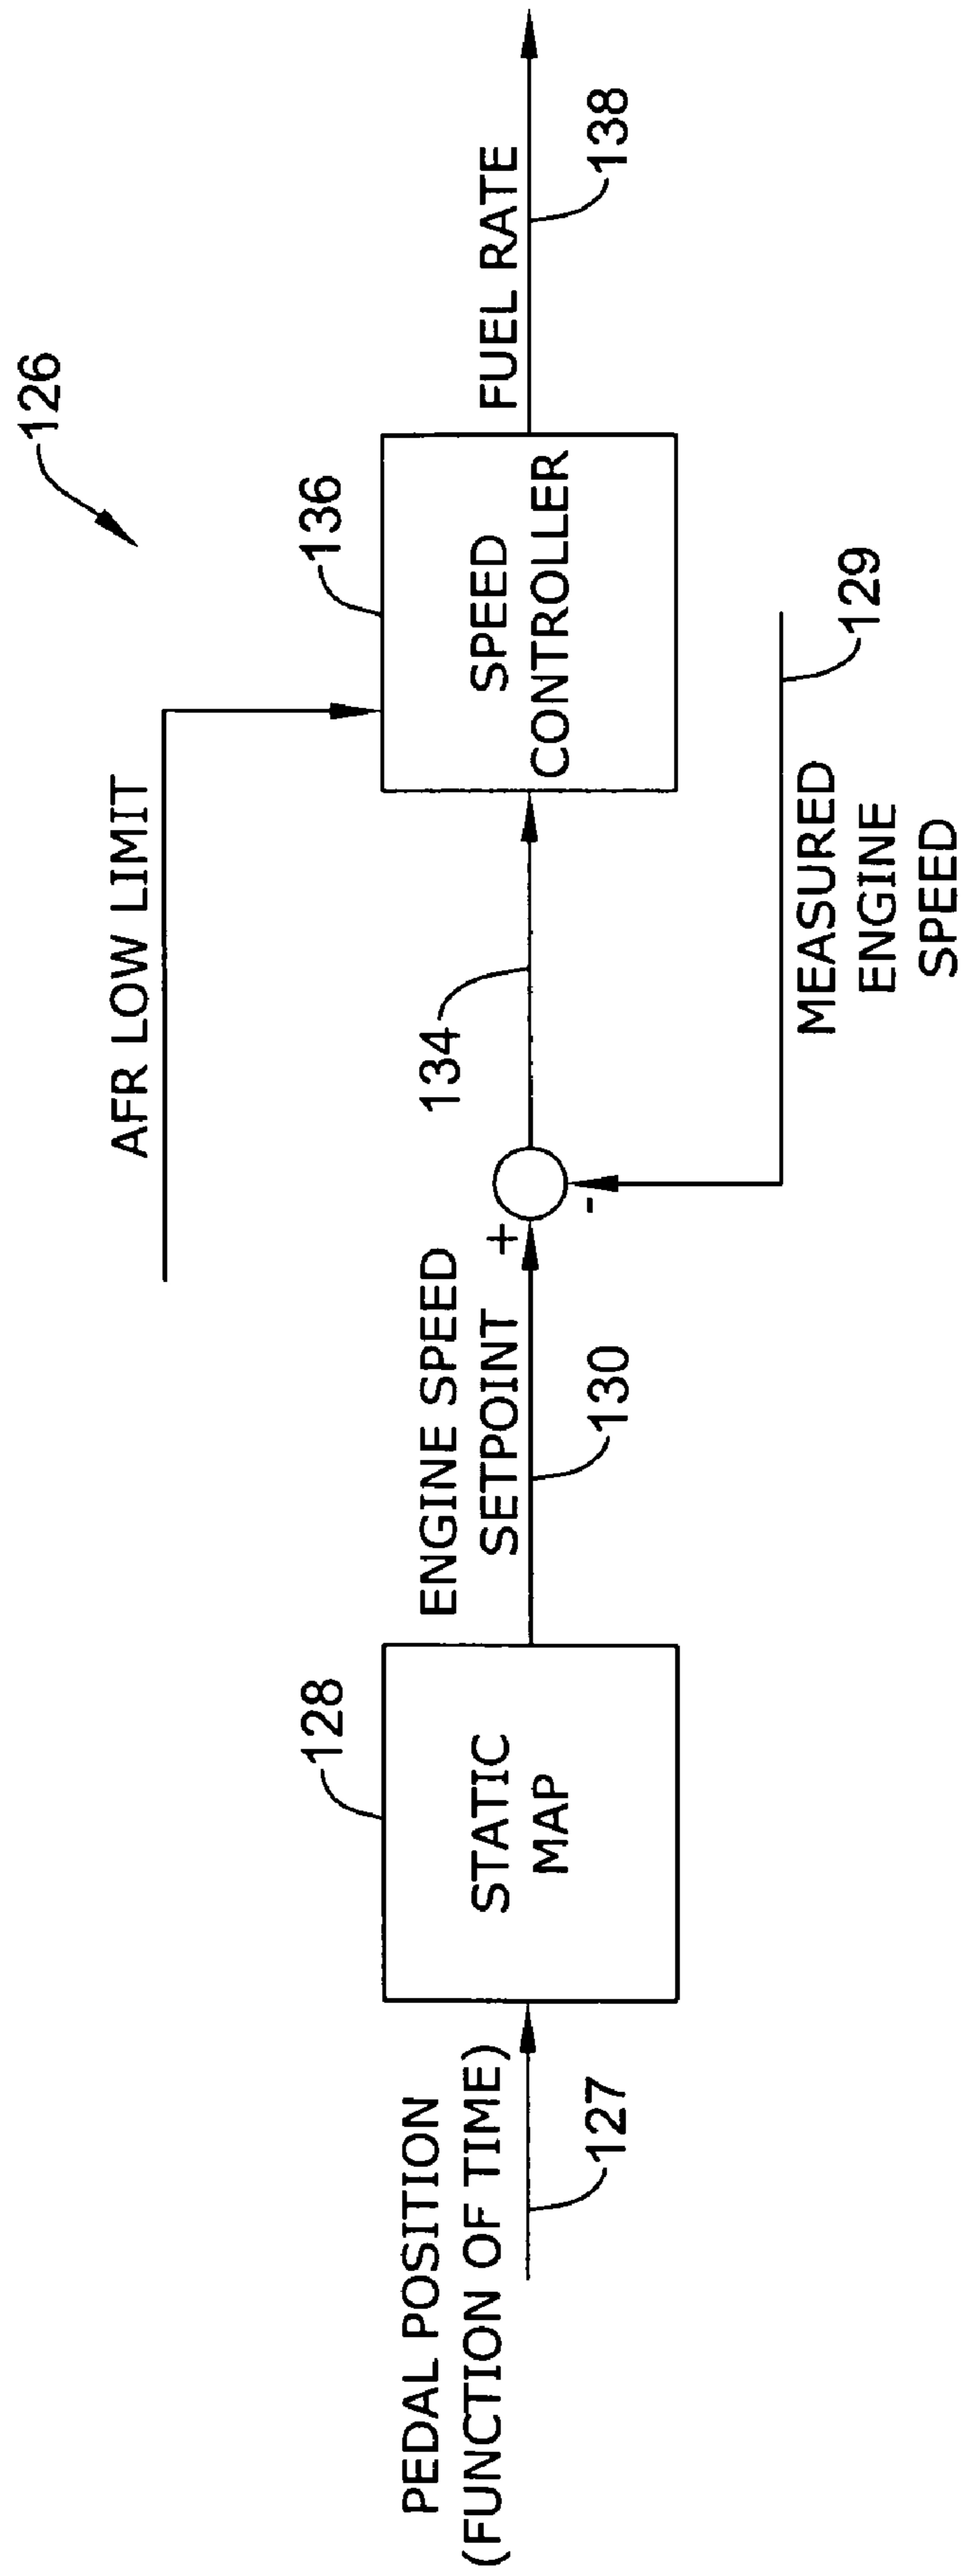 126
AFR LOW LIMIT
136
SPEED
CONTROLLER
FUEL RATE
138
134
128
STATIC
MAP
ENGINE SPEED
SETPOINT
+
-
130
PEDAL POSITION
(FUNCTION OF TIME)
127
129
MEASURED
ENGINE
SPEED